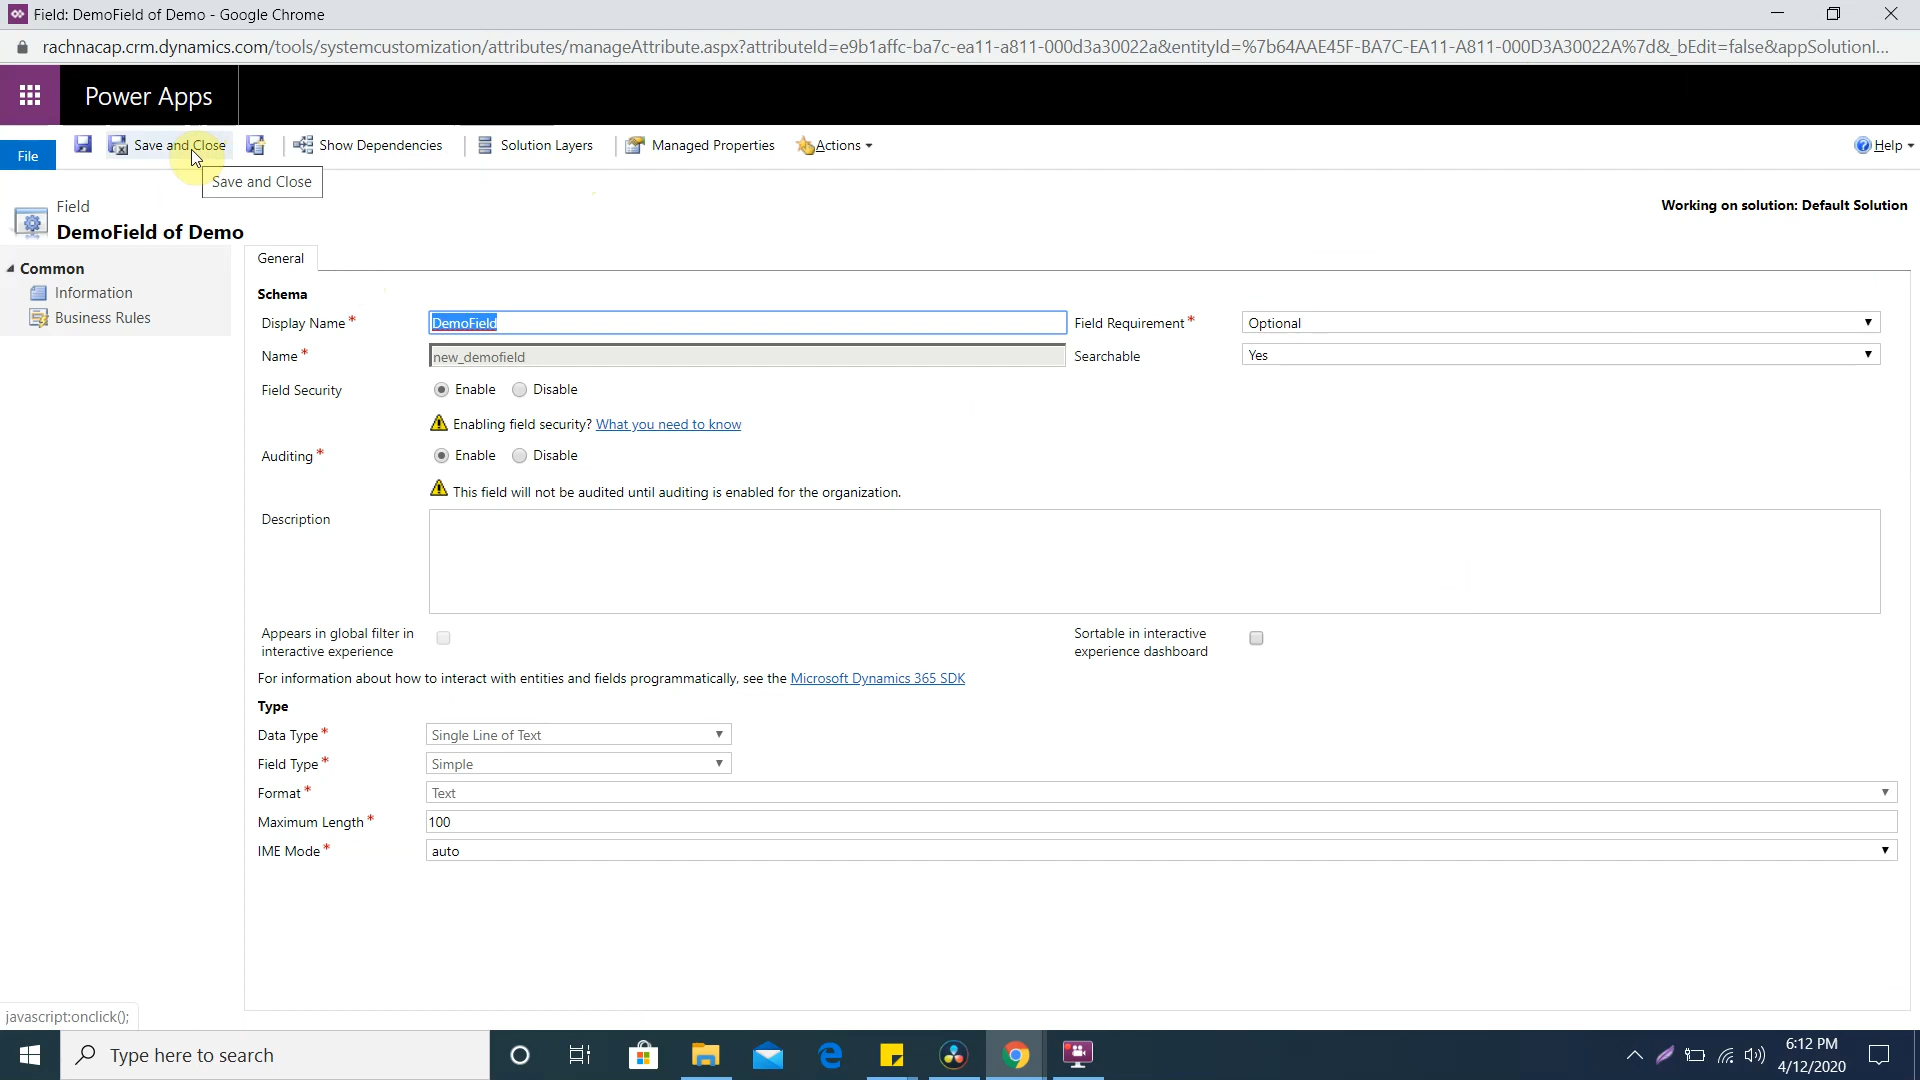 Field: DemoField of Demo - Google Chrome
rachnacap.crm.dynamics.com/tools/systemcustomization/attributes/manageAttribute.aspx?attributeId=e9b1affc-ba7c-ea11-a811-000d3a30022a&entityId=%7b64AAE45F-BA7C-EA11-A811-000D3A30022A%7d&_bEdit=false&appSolutionI...
Power Apps
File
Save and Close
Show Dependencies
Solution Layers
Managed Properties
Actions
Help
Save and Close
Field
DemoField of Demo
Working on solution: Default Solution
Common
Information
Business Rules
General
Schema
Display Name*
DemoField
Field Requirement*
Optional
Name*
new_demofield
Searchable
Yes
Field Security
Enable
Disable
Enabling field security? What you need to know
Auditing*
Enable
Disable
This field will not be audited until auditing is enabled for the organization.
Description
Appears in global filter in
interactive experience
Sortable in interactive
experience dashboard
For information about how to interact with entities and fields programmatically, see the Microsoft Dynamics 365 SDK
Type
Data Type*
Single Line of Text
Field Type*
Simple
Format*
Text
Maximum Length*
100
IME Mode*
auto
javascript:onclick();
Type here to search
6:12 PM
4/12/2020